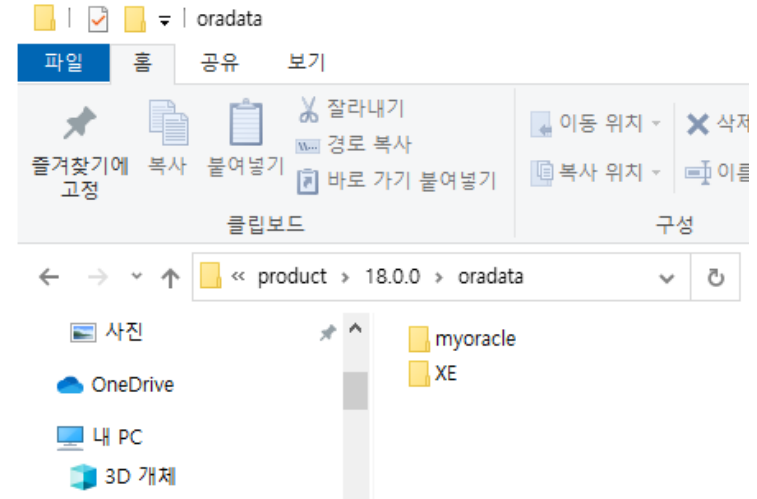 oradata
파일 홈 공유 보기
즐겨찾기에 고정
복사
붙여넣기
잘라내기
경로 복사
바로 가기 붙여넣기
이동 위치
복사 위치
삭제
이름
클립보드
구성
« product › 18.0.0 › oradata
사진
OneDrive
내 PC
3D 개체
myoracle
XE